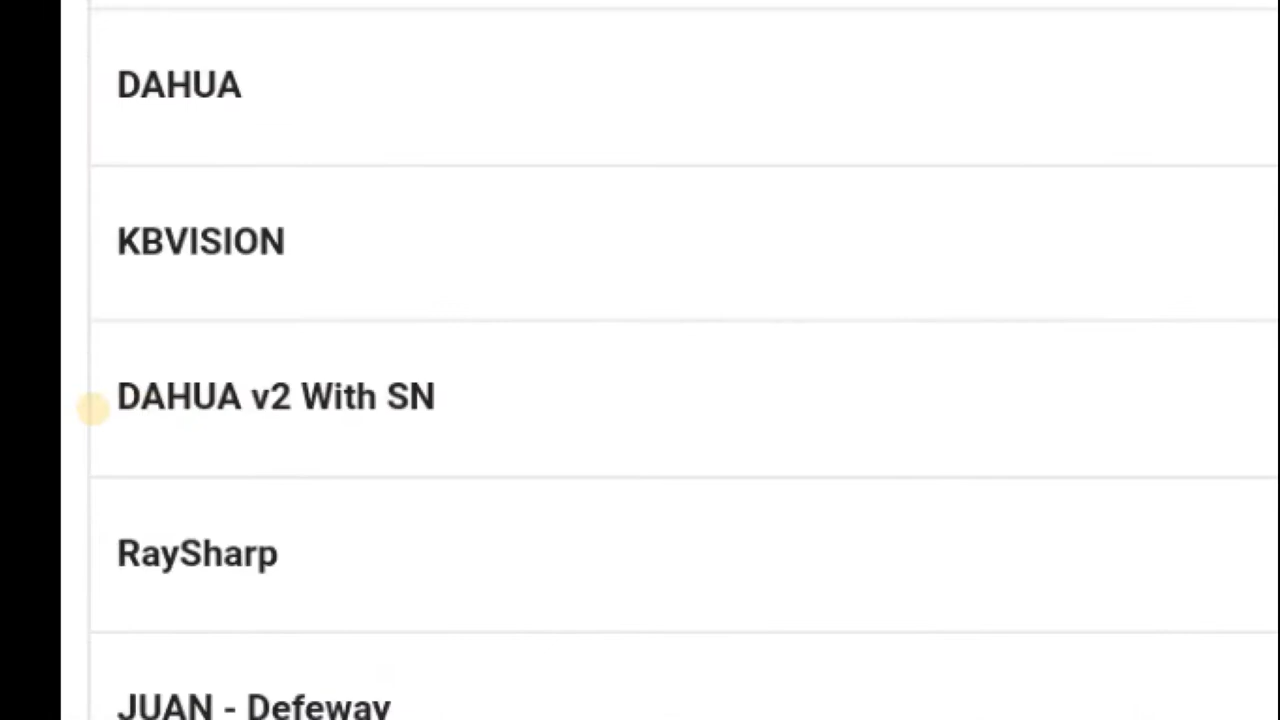 DAHUA
KBVISION
DAHUA v2 With SN
RaySharp
JUAN - Defeway